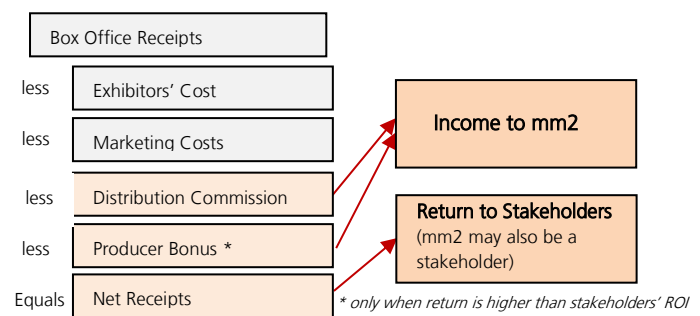 Box Office Receipts
less Exhibitors' Cost
less Marketing Costs
less Distribution Commission
less Producer Bonus *
Equals Net Receipts
Income to mm2
Return to Stakeholders
(mm2 may also be a
stakeholder)
* only when return is higher than stakeholders' ROI